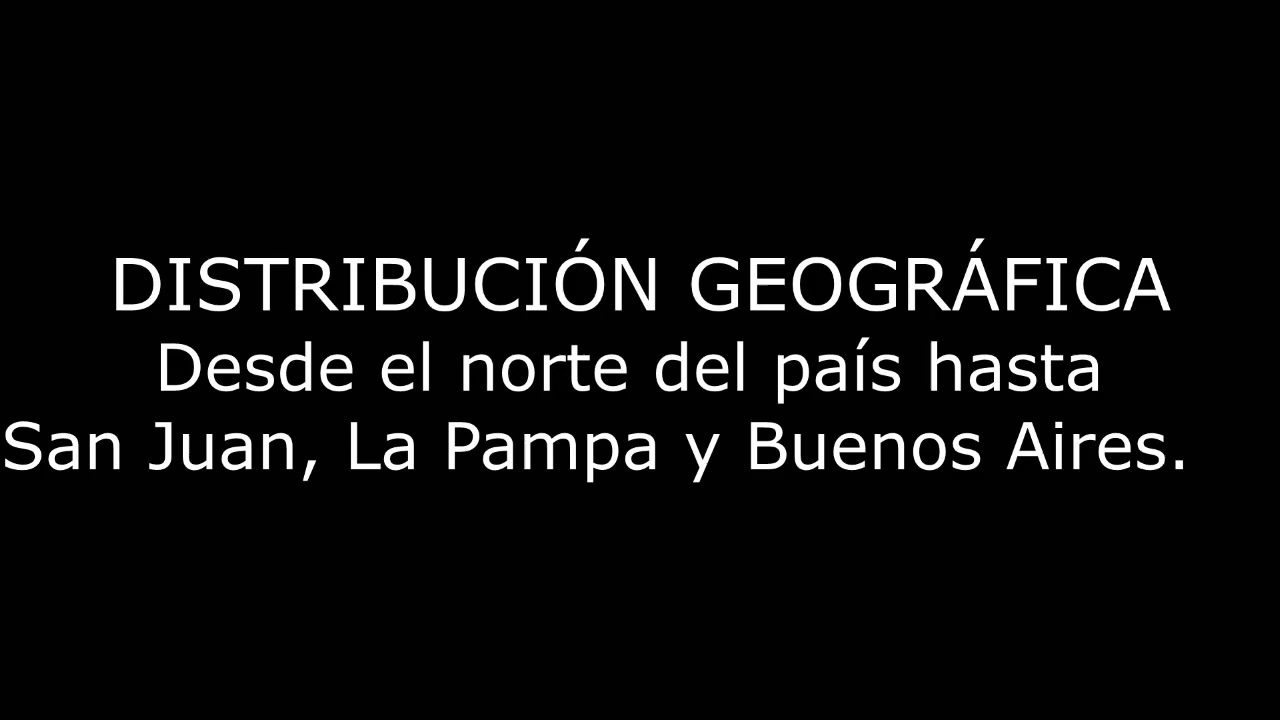 DISTRIBUCIÓN GEOGRÁFICA
Desde el norte del país hasta
San Juan, La Pampa y Buenos Aires.